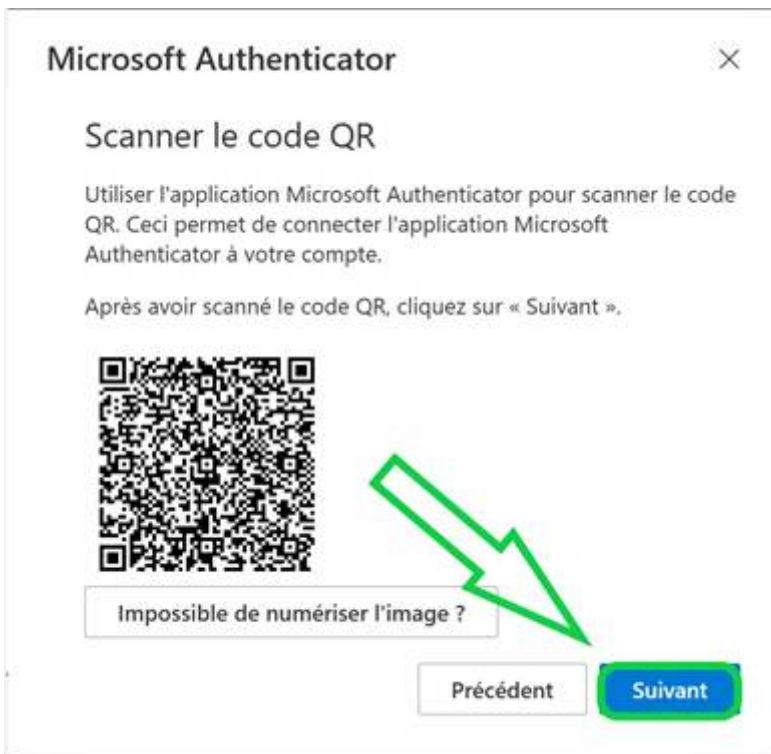 Microsoft Authenticator
Scanner le code QR
Utiliser l'application Microsoft Authenticator pour scanner le code
QR. Ceci permet de connecter l'application Microsoft
Authenticator à votre compte.
Après avoir scanné le code QR, cliquez sur « Suivant ».
Impossible de numériser l'image ?
Précédent
Suivant